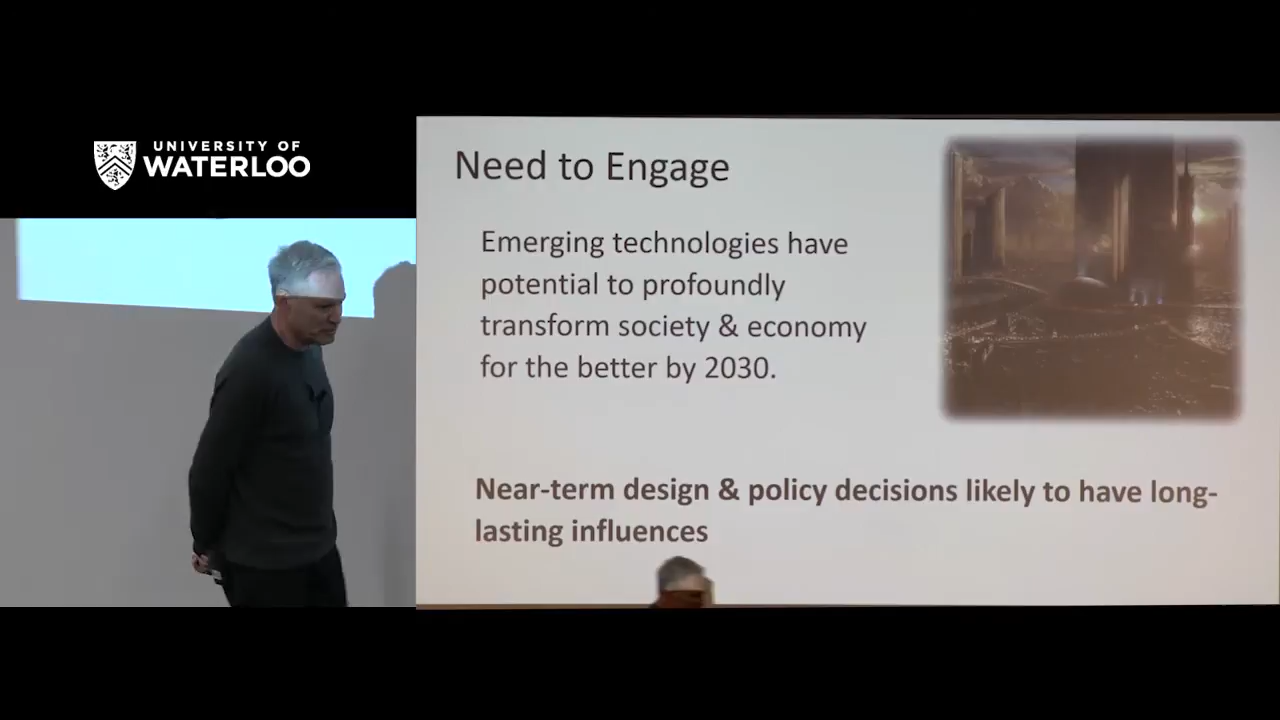 UNIVERSITY OF
WATERLOO
Need to Engage
Emerging technologies have
potential to profoundly
transform society & economy
for the better by 2030.
Near-term design & policy decisions likely to have long-
lasting influences